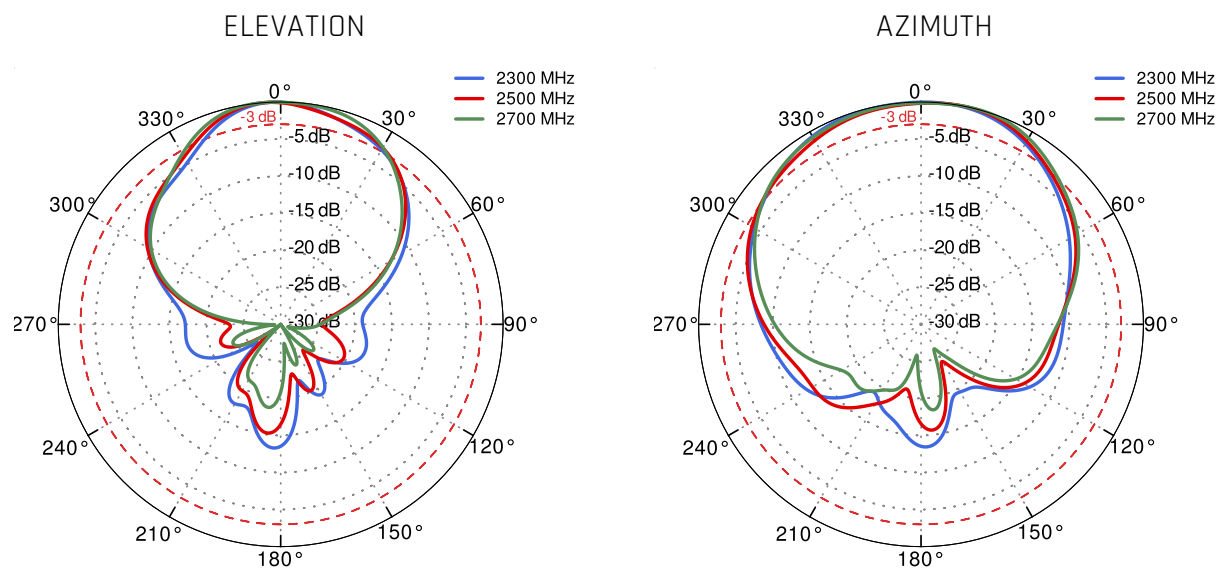 ELEVATION
2300 MHz
2500 MHz
2700 MHz
0°
30°
60°
90°
120°
150°
180°
210°
240°
270°
300°
330°
-3 dB
-5 dB
-10 dB
-15 dB
-20 dB
-25 dB
-30 dB
AZIMUTH
2300 MHz
2500 MHz
2700 MHz
0°
30°
60°
90°
120°
150°
180°
210°
240°
270°
300°
330°
-3 dB
-5 dB
-10 dB
-15 dB
-20 dB
-25 dB
-30 dB